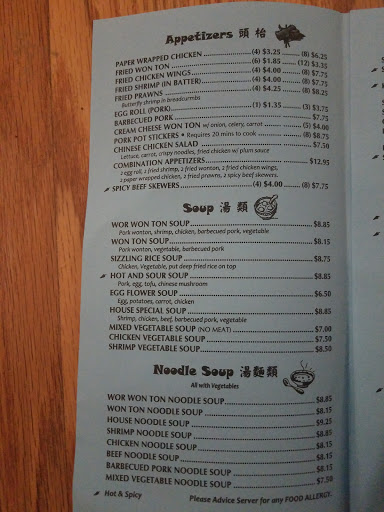 Appetizers 頭枱
PAPER WRAPPED CHICKEN (4) $3.25 (8) $6.25
FRIED WON TON (6) $1.85 (12) $3.35
FRIED CHICKEN WINGS (4) $4.00 (8) $7.75
FRIED SHRIMP (IN BATTER) (4) $4.00 (8) $7.75
FRIED PRAWNS (4) $4.25 (8) $8.25
Butterfly shrimp in breadcrumbs
EGG ROLL (PORK) (1) $1.35 (3) $3.75
BARBECUED PORK $7.75
CREAM CHEESE WON TON w/ onion, celery, carrot (5) $4.00
PORK POT STICKERS • Requires 20 mins to cook (8) $8.75
CHINESE CHICKEN SALAD $7.50
Lettuce, carrot, crispy noodles, fried chicken w/ plum sauce
COMBINATION APPETIZERS $12.95
2 egg roll, 2 fried shrimp, 2 fried wonton, 2 fried chicken wings,
2 paper wrapped chicken, 2 fried prawns, 2 spicy beef skewers.
SPICY BEEF SKEWERS (4) $4.00 (8) $7.75
Soup 湯類
WOR WON TON SOUP $8.85
Pork wonton, shrimp, chicken, barbecued pork, vegetable
WON TON SOUP $8.15
Pork wonton, vegetable, barbecued pork
SIZZLING RICE SOUP $8.75
Chicken, Vegetable, put deep fried rice on top
HOT AND SOUR SOUP $8.85
Pork, egg, tofu, chinese mushroom
EGG FLOWER SOUP $6.50
Egg, potatoes, carrot, chicken
HOUSE SPECIAL SOUP $8.85
Shrimp, chicken, beef, barbecued pork, vegetable
MIXED VEGETABLE SOUP (NO MEAT) $7.00
CHICKEN VEGETABLE SOUP $7.50
SHRIMP VEGETABLE SOUP $8.50
Noodle Soup 湯麵類
All with Vegetables
WOR WON TON NOODLE SOUP $8.85
WON TON NOODLE SOUP $8.15
HOUSE NOODLE SOUP $9.25
SHRIMP NOODLE SOUP $8.85
CHICKEN NOODLE SOUP $8.15
BEEF NOODLE SOUP $8.15
BARBECUED PORK NOODLE SOUP $8.15
MIXED VEGETABLE NOODLE SOUP $7.50
Hot & Spicy
Please Advice Server for any FOOD ALLERGY.